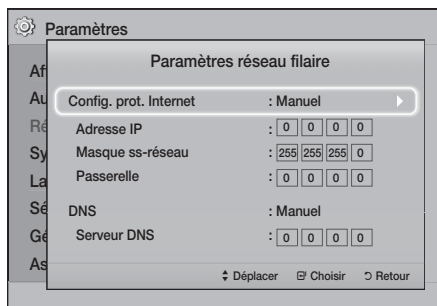 Paramètres
Paramètres réseau filaire
Af
Au
Config. prot. Internet : Manuel
Ré
Adresse IP : 0 0 0 0
Sy
Masque ss-réseau : 255 255 255 0
La
Passerelle : 0 0 0 0
Sé
DNS : Manuel
Gé
Serveur DNS : 0 0 0 0
As
Déplacer Choisir Retour